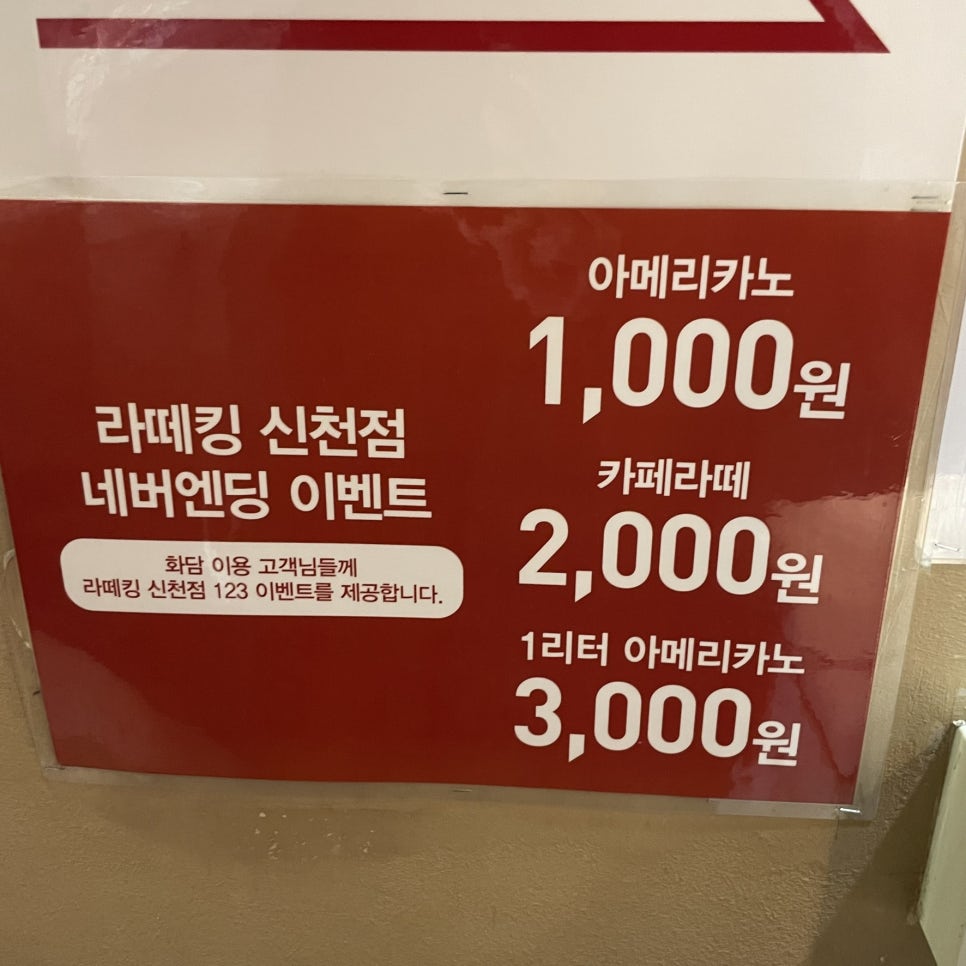 라떼킹 신천점
네버엔딩 이벤트
화담 이용 고객님들께
라떼킹 신천점 123 이벤트를 제공합니다.
아메리카노
1,000원
카페라떼
2,000원
1리터 아메리카노
3,000원